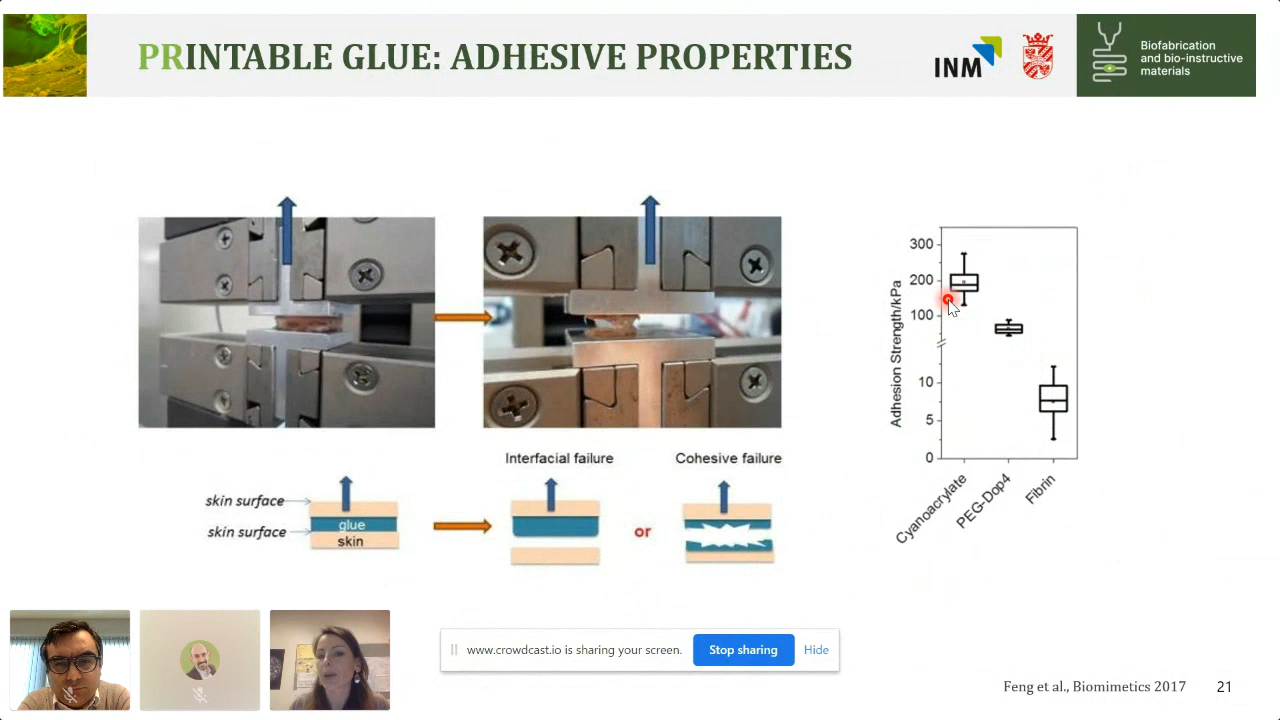 PRINTABLE GLUE: ADHESIVE PROPERTIES
INM
Biofabrication
and bio-instructive
materials
300
200
100
10
5
0
Adhesion Strength/kPa
Cyanoacrylate
PEG-Dop4
Fibrin
Interfacial failure
Cohesive failure
skin surface
skin surface
glue
skin
or
www.crowdcast.io is sharing your screen.
Stop sharing
Hide
Feng et al., Biomimetics 2017
21